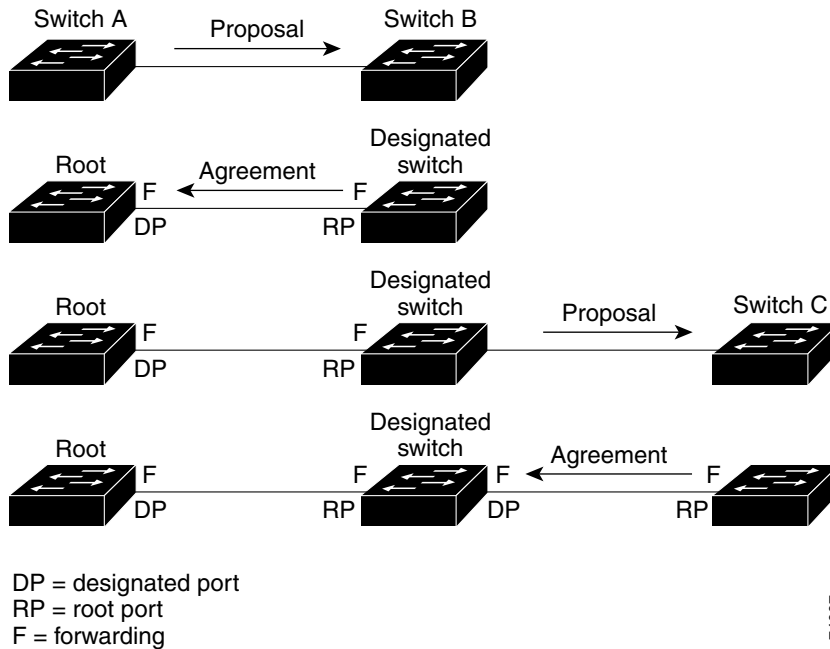 Switch A
Proposal
Switch B
Root
F
DP
Agreement
F
RP
Designated
switch
Root
F
DP
F
RP
Designated
switch
Proposal
Switch C
Root
F
DP
F
RP
Designated
switch
F
DP
Agreement
F
RP
DP = designated port
RP = root port
F = forwarding